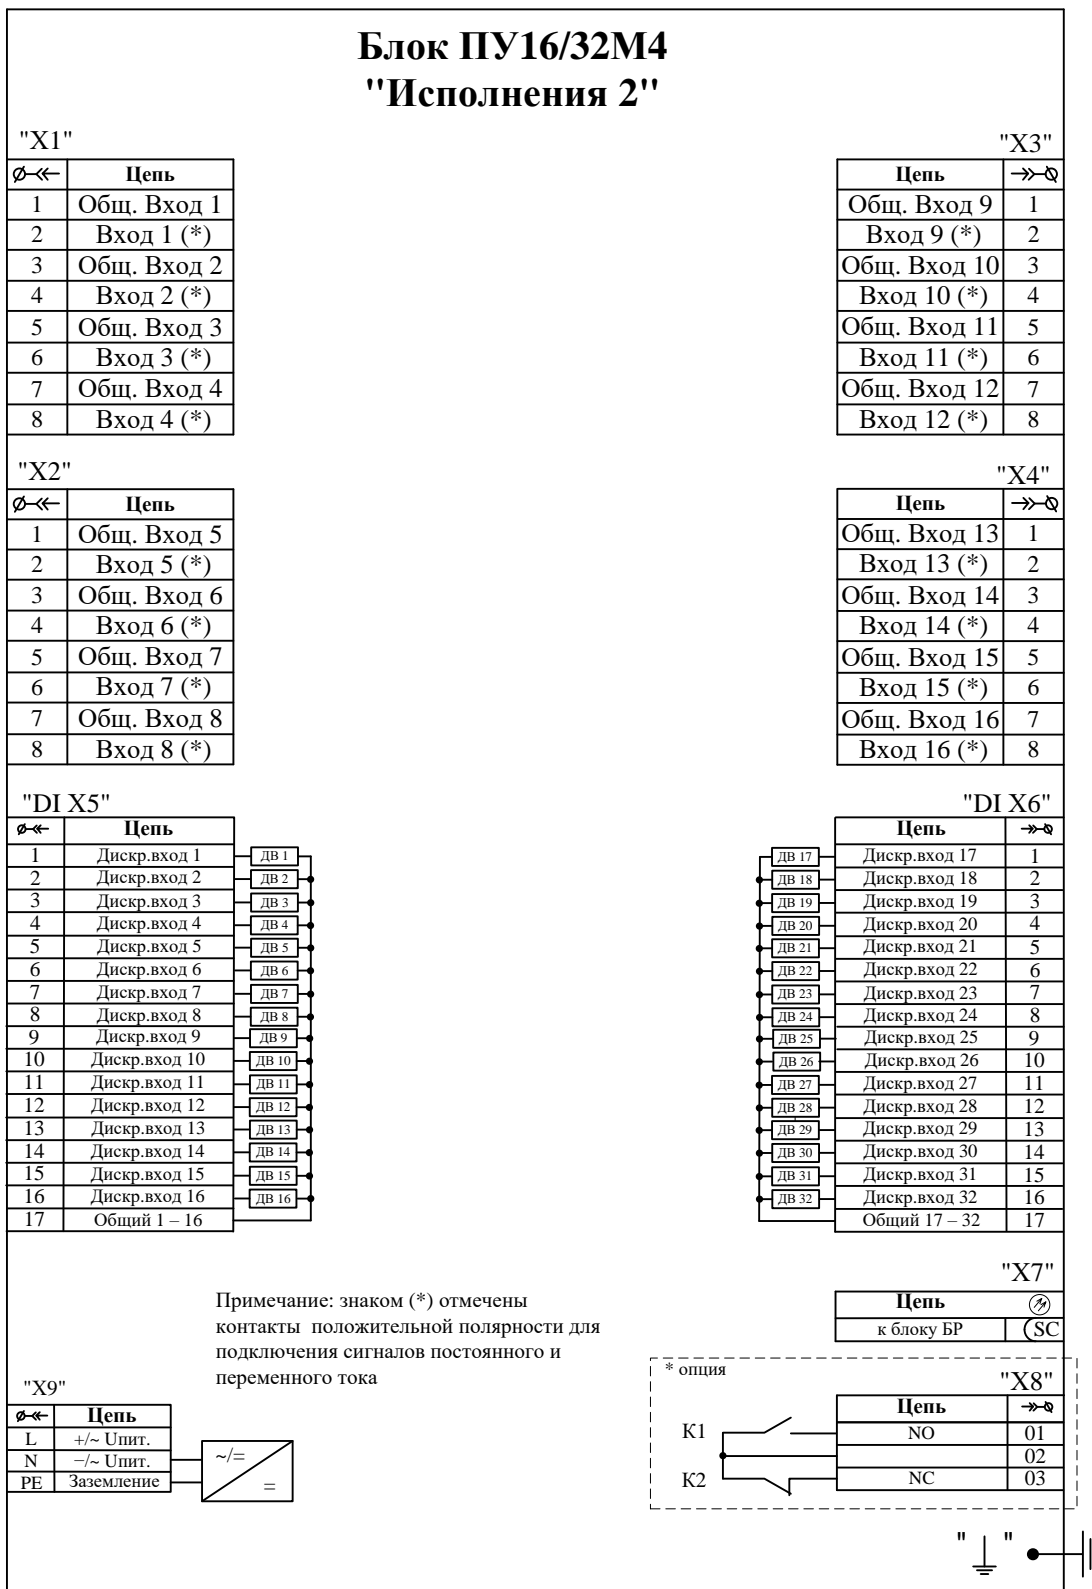 Блок ПУ16/32М4
"Исполнения 2"
"X1"
Цепь
1 Общ. Вход 1
2 Вход 1 (*)
3 Общ. Вход 2
4 Вход 2 (*)
5 Общ. Вход 3
6 Вход 3 (*)
7 Общ. Вход 4
8 Вход 4 (*)
"X3"
Цепь
Общ. Вход 9 1
Вход 9 (*) 2
Общ. Вход 10 3
Вход 10 (*) 4
Общ. Вход 11 5
Вход 11 (*) 6
Общ. Вход 12 7
Вход 12 (*) 8
"X2"
Цепь
1 Общ. Вход 5
2 Вход 5 (*)
3 Общ. Вход 6
4 Вход 6 (*)
5 Общ. Вход 7
6 Вход 7 (*)
7 Общ. Вход 8
8 Вход 8 (*)
"X4"
Цепь
Общ. Вход 13 1
Вход 13 (*) 2
Общ. Вход 14 3
Вход 14 (*) 4
Общ. Вход 15 5
Вход 15 (*) 6
Общ. Вход 16 7
Вход 16 (*) 8
"DI X5"
Цепь
1 Дискр.вход 1 ДВ 1
2 Дискр.вход 2 ДВ 2
3 Дискр.вход 3 ДВ 3
4 Дискр.вход 4 ДВ 4
5 Дискр.вход 5 ДВ 5
6 Дискр.вход 6 ДВ 6
7 Дискр.вход 7 ДВ 7
8 Дискр.вход 8 ДВ 8
9 Дискр.вход 9 ДВ 9
10 Дискр.вход 10 ДВ 10
11 Дискр.вход 11 ДВ 11
12 Дискр.вход 12 ДВ 12
13 Дискр.вход 13 ДВ 13
14 Дискр.вход 14 ДВ 14
15 Дискр.вход 15 ДВ 15
16 Дискр.вход 16 ДВ 16
17 Общий 1 – 16
"DI X6"
Цепь
ДВ 17 Дискр.вход 17 1
ДВ 18 Дискр.вход 18 2
ДВ 19 Дискр.вход 19 3
ДВ 20 Дискр.вход 20 4
ДВ 21 Дискр.вход 21 5
ДВ 22 Дискр.вход 22 6
ДВ 23 Дискр.вход 23 7
ДВ 24 Дискр.вход 24 8
ДВ 25 Дискр.вход 25 9
ДВ 26 Дискр.вход 26 10
ДВ 27 Дискр.вход 27 11
ДВ 28 Дискр.вход 28 12
ДВ 29 Дискр.вход 29 13
ДВ 30 Дискр.вход 30 14
ДВ 31 Дискр.вход 31 15
ДВ 32 Дискр.вход 32 16
Общий 17 – 32 17
"X7"
Цепь
к блоку БР SC
Примечание: знаком (*) отмечены
контакты положительной полярности для
подключения сигналов постоянного и
переменного тока
"X9"
Цепь
L +/~ Uпит.
N −/~ Uпит.
PE Заземление
~/=
=
* опция
"X8"
Цепь
К1 NO 01
02
К2 NC 03
" "